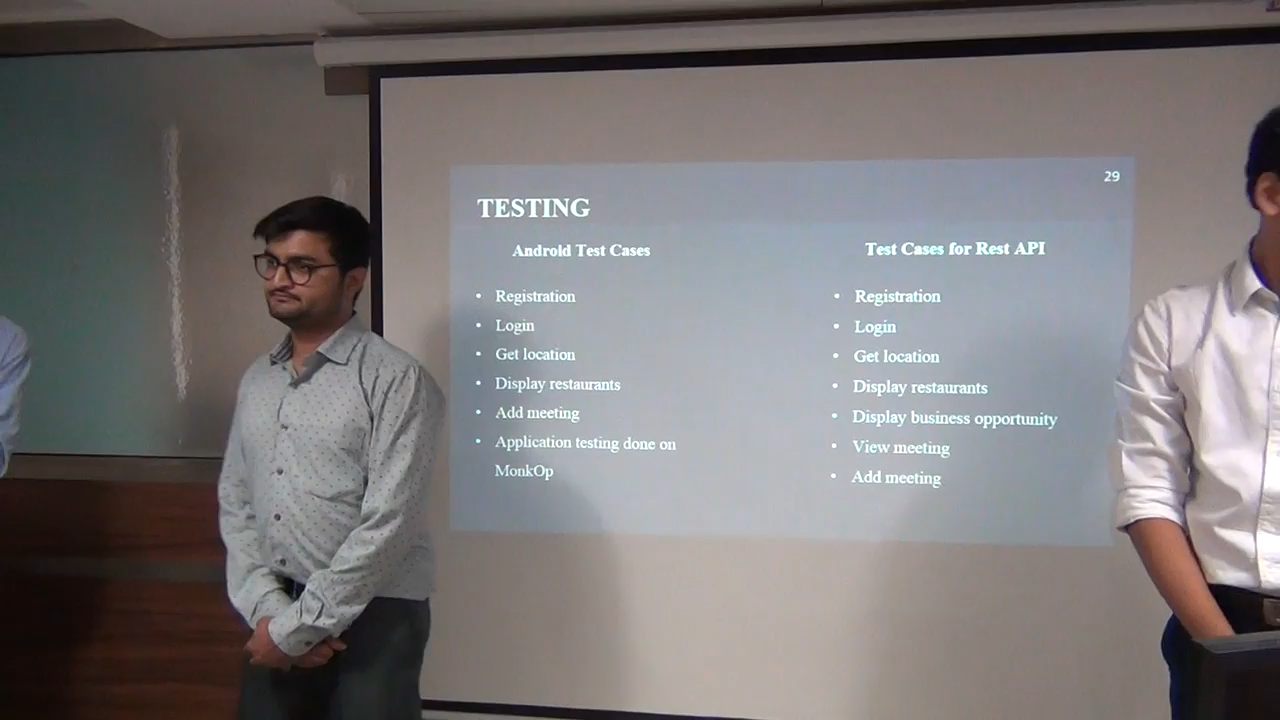 29
TESTING
Android Test Cases
• Registration
• Login
• Get location
• Display restaurants
• Add meeting
• Application testing done on
MonkOp
Test Cases for Rest API
• Registration
• Login
• Get location
• Display restaurants
• Display business opportunity
• View meeting
• Add meeting